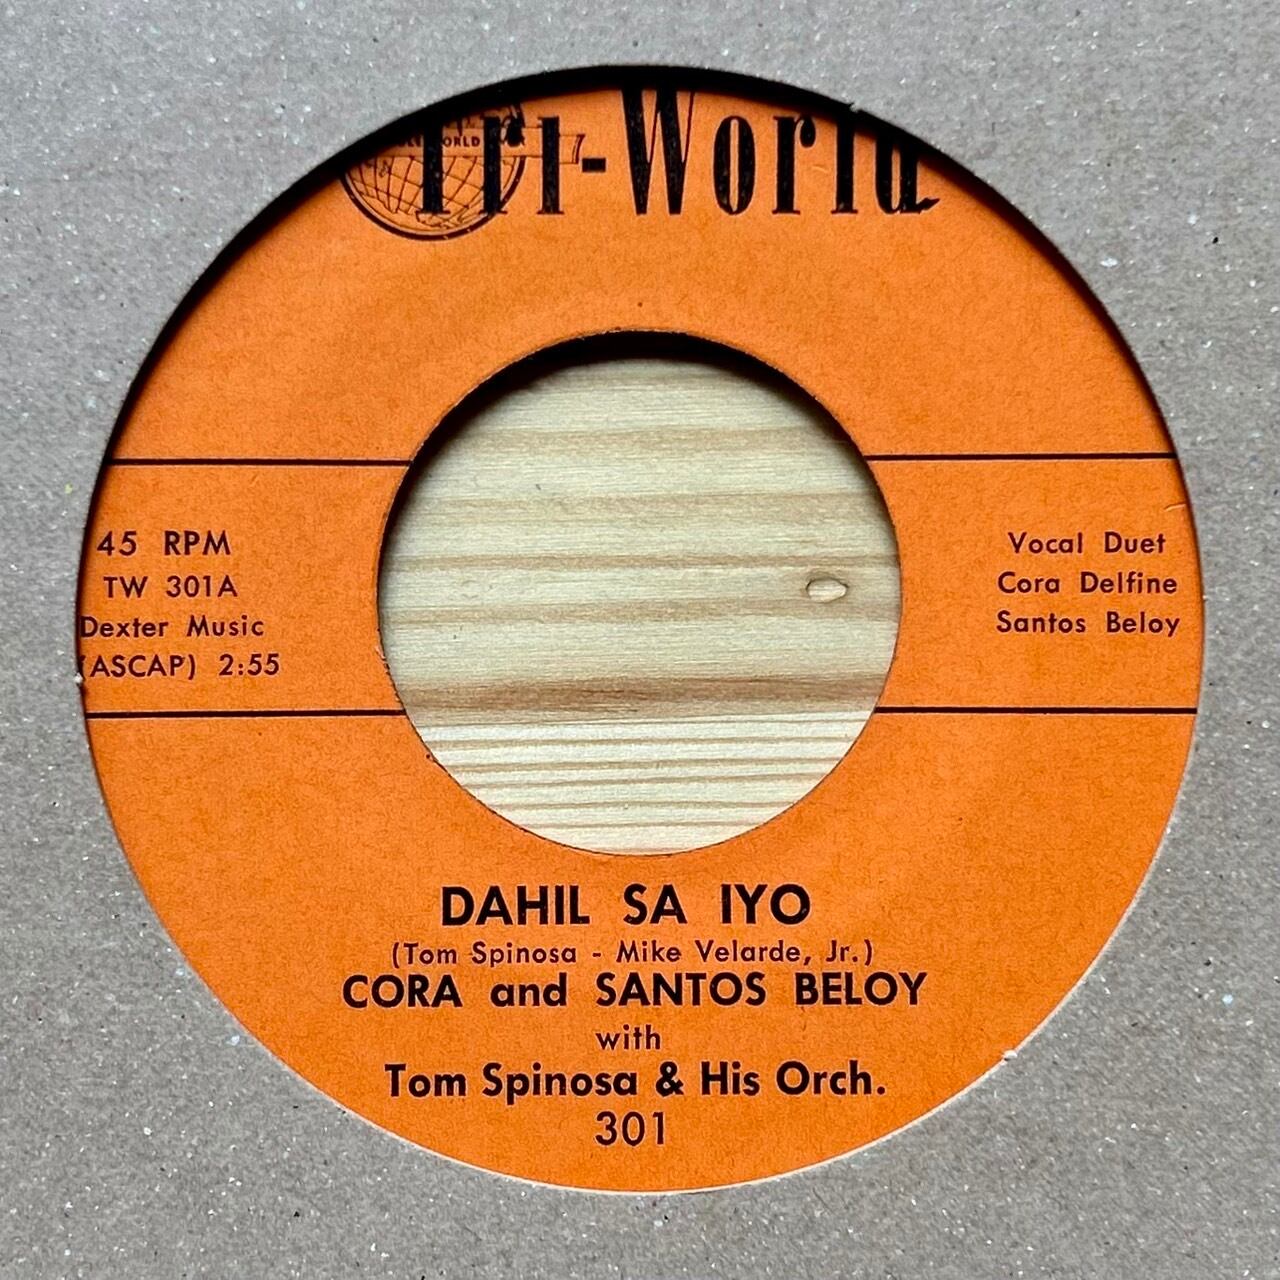 Tri-World
45 RPM
TW 301A
Dexter Music
(ASCAP) 2:55
Vocal Duet
Cora Delfine
Santos Beloy
DAHIL SA IYO
(Tom Spinosa - Mike Velarde, Jr.)
CORA and SANTOS BELOY
with
Tom Spinosa & His Orch.
301